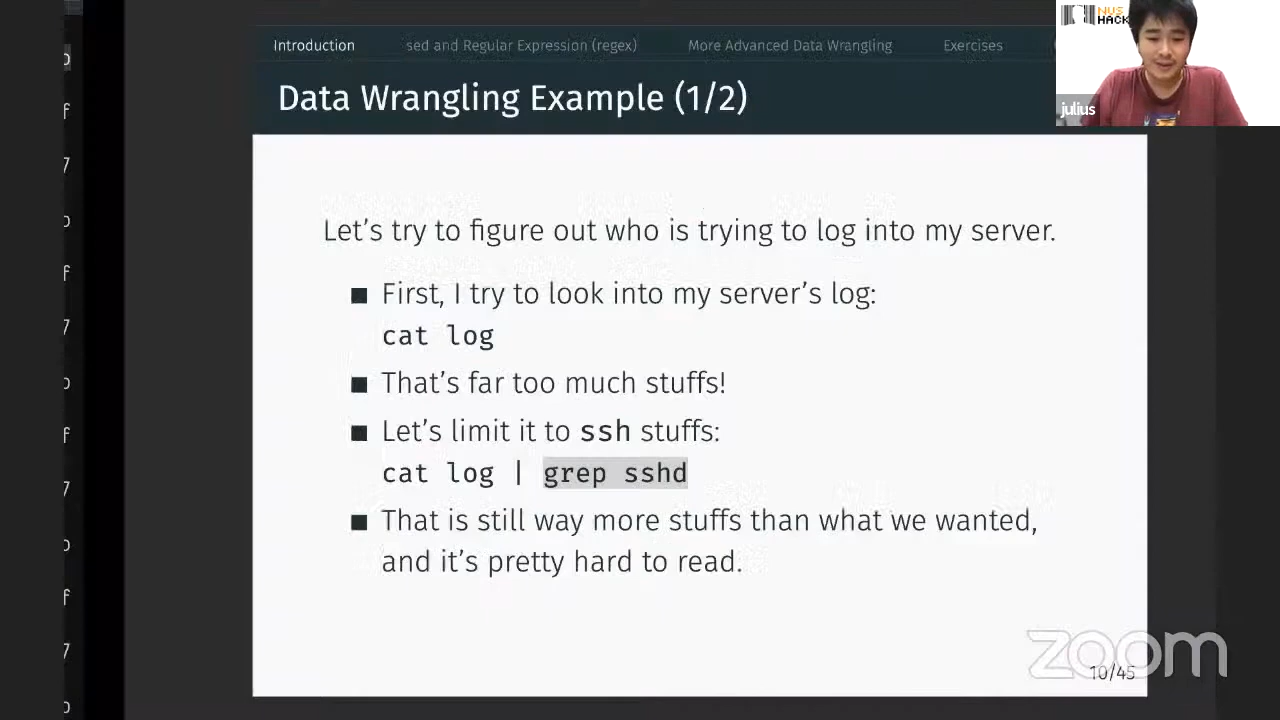 Introduction sed and Regular Expression (regex) More Advanced Data Wrangling Exercises
NUS
HACK
julius
Data Wrangling Example (1/2)
Let's try to figure out who is trying to log into my server.
■ First, I try to look into my server's log:
cat log
■ That's far too much stuffs!
■ Let's limit it to ssh stuffs:
cat log | grep sshd
■ That is still way more stuffs than what we wanted,
and it's pretty hard to read.
zoom
10/45